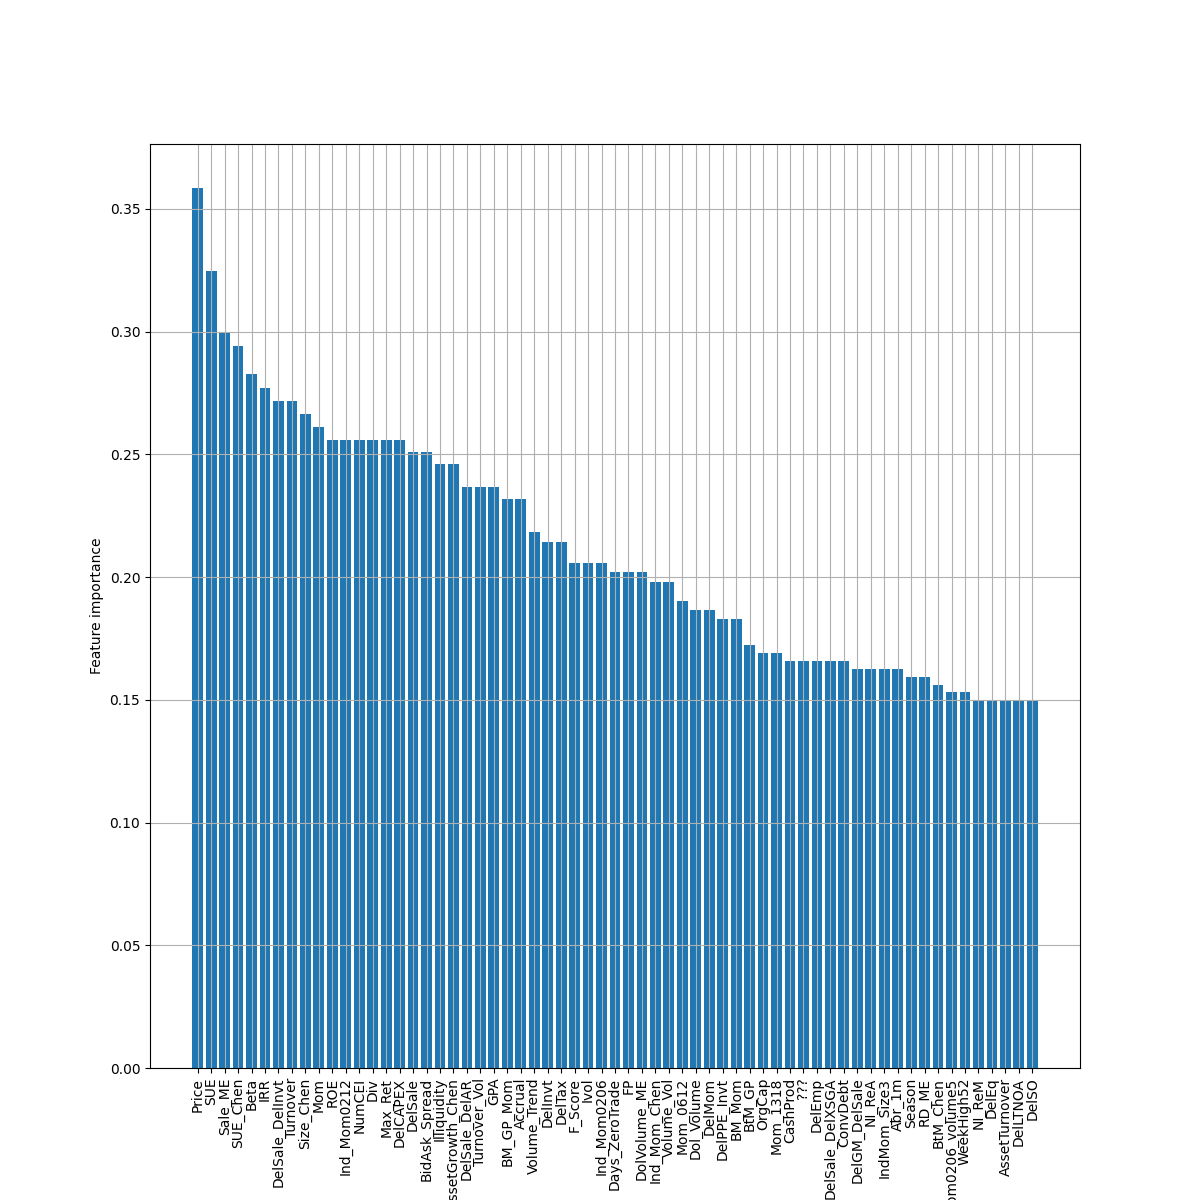 Feature importance
0.35
0.30
0.25
0.20
0.15
0.10
0.05
0.00
Price
SUE
Sale_ME
SUE_Chen
Beta
IRR
DelSale_DelInvt
Turnover
Size_Chen
Mom
ROE
Ind_Mom0212
NumCEI
Div
Max_Ret
DelCAPEX
DelSale
BidAsk_Spread
Illiquidity
ssetGrowth_Chen
DelSale_DelAR
Turnover_Vol
GPA
BM_GP_Mom
Accrual
Volume_Trend
DelInvt
DelTax
F_Score
Ivol
Ind_Mom0206
Days_ZeroTrade
FP
DolVolume_ME
Ind_Mom_Chen
Volume_Vol
Mom_0612
Dol_Volume
DelMom
DelPPE_Invt
BM_Mom
BtM_GP
OrgCap
Mom_1318
CashProd
???
DelEmp
DelSale_DelXSGA
ConvDebt
DelGM_DelSale
NI_ReA
IndMom_Size3
Abr_1m
Season
RD_ME
BtM_Chen
om0206_volume5
WeekHigh52
NI_ReM
DelEq
AssetTurnover
DelLTNOA
DelSO